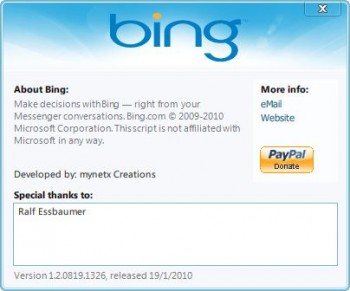 bing
About Bing:
Make decisions withBing — right from your
Messenger conversations. Bing.com © 2009-2010
Microsoft Corporation. Thisscript is not affiliated with
Microsoft in any way.
Developed by: mynetx Creations
More info:
eMail
Website
PayPal
Donate
Special thanks to:
Ralf Essbaumer
Version 1.2.0819.1326, released 19/1/2010